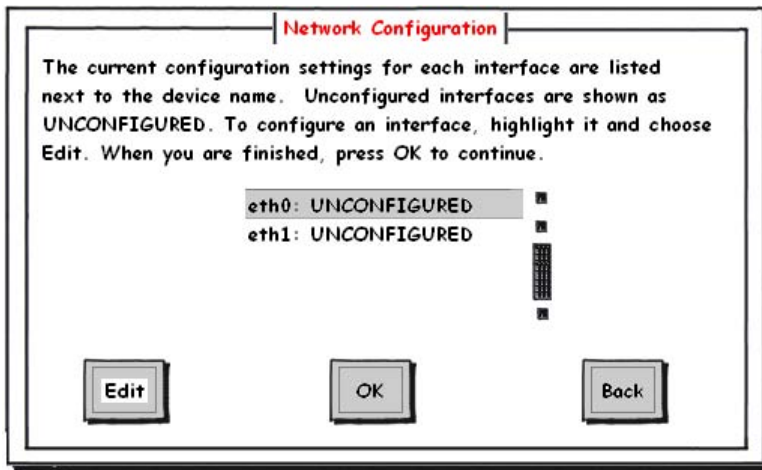 Network Configuration
The current configuration settings for each interface are listed
next to the device name. Unconfigured interfaces are shown as
UNCONFIGURED. To configure an interface, highlight it and choose
Edit. When you are finished, press OK to continue.
eth0: UNCONFIGURED
eth1: UNCONFIGURED
Edit OK Back